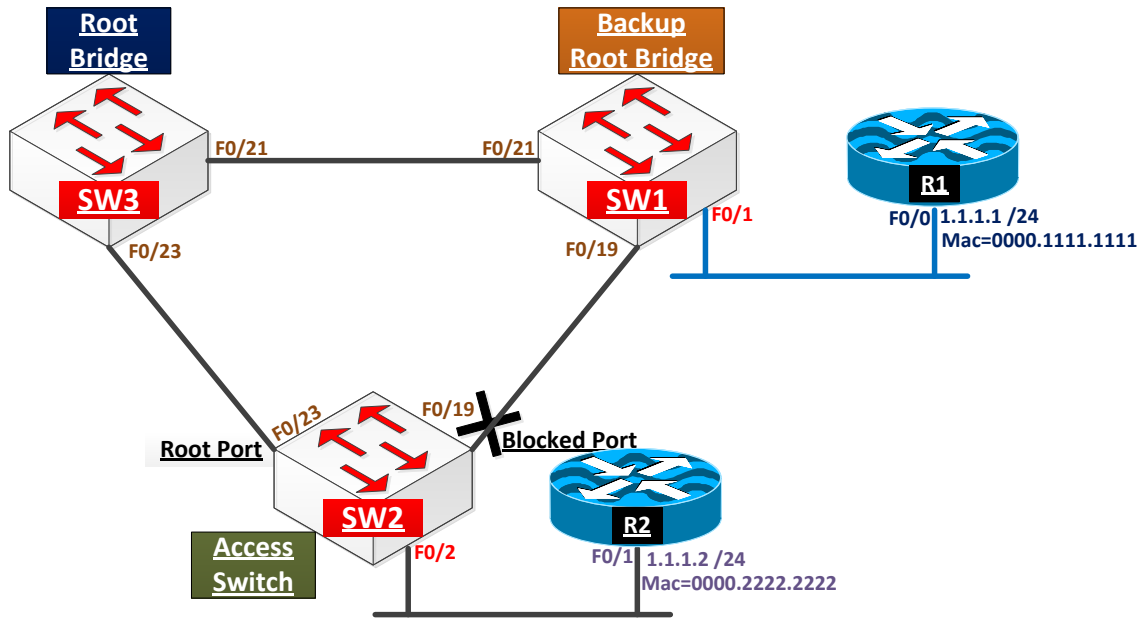 Root
Bridge
Backup
Root Bridge
F0/21
F0/21
SW3
SW1
R1
F0/1
F0/0
1.1.1.1 /24
Mac=0000.1111.1111
F0/23
F0/19
F0/23
F0/19
Root Port
Blocked Port
SW2
R2
Access
Switch
F0/2
F0/1
1.1.1.2 /24
Mac=0000.2222.2222